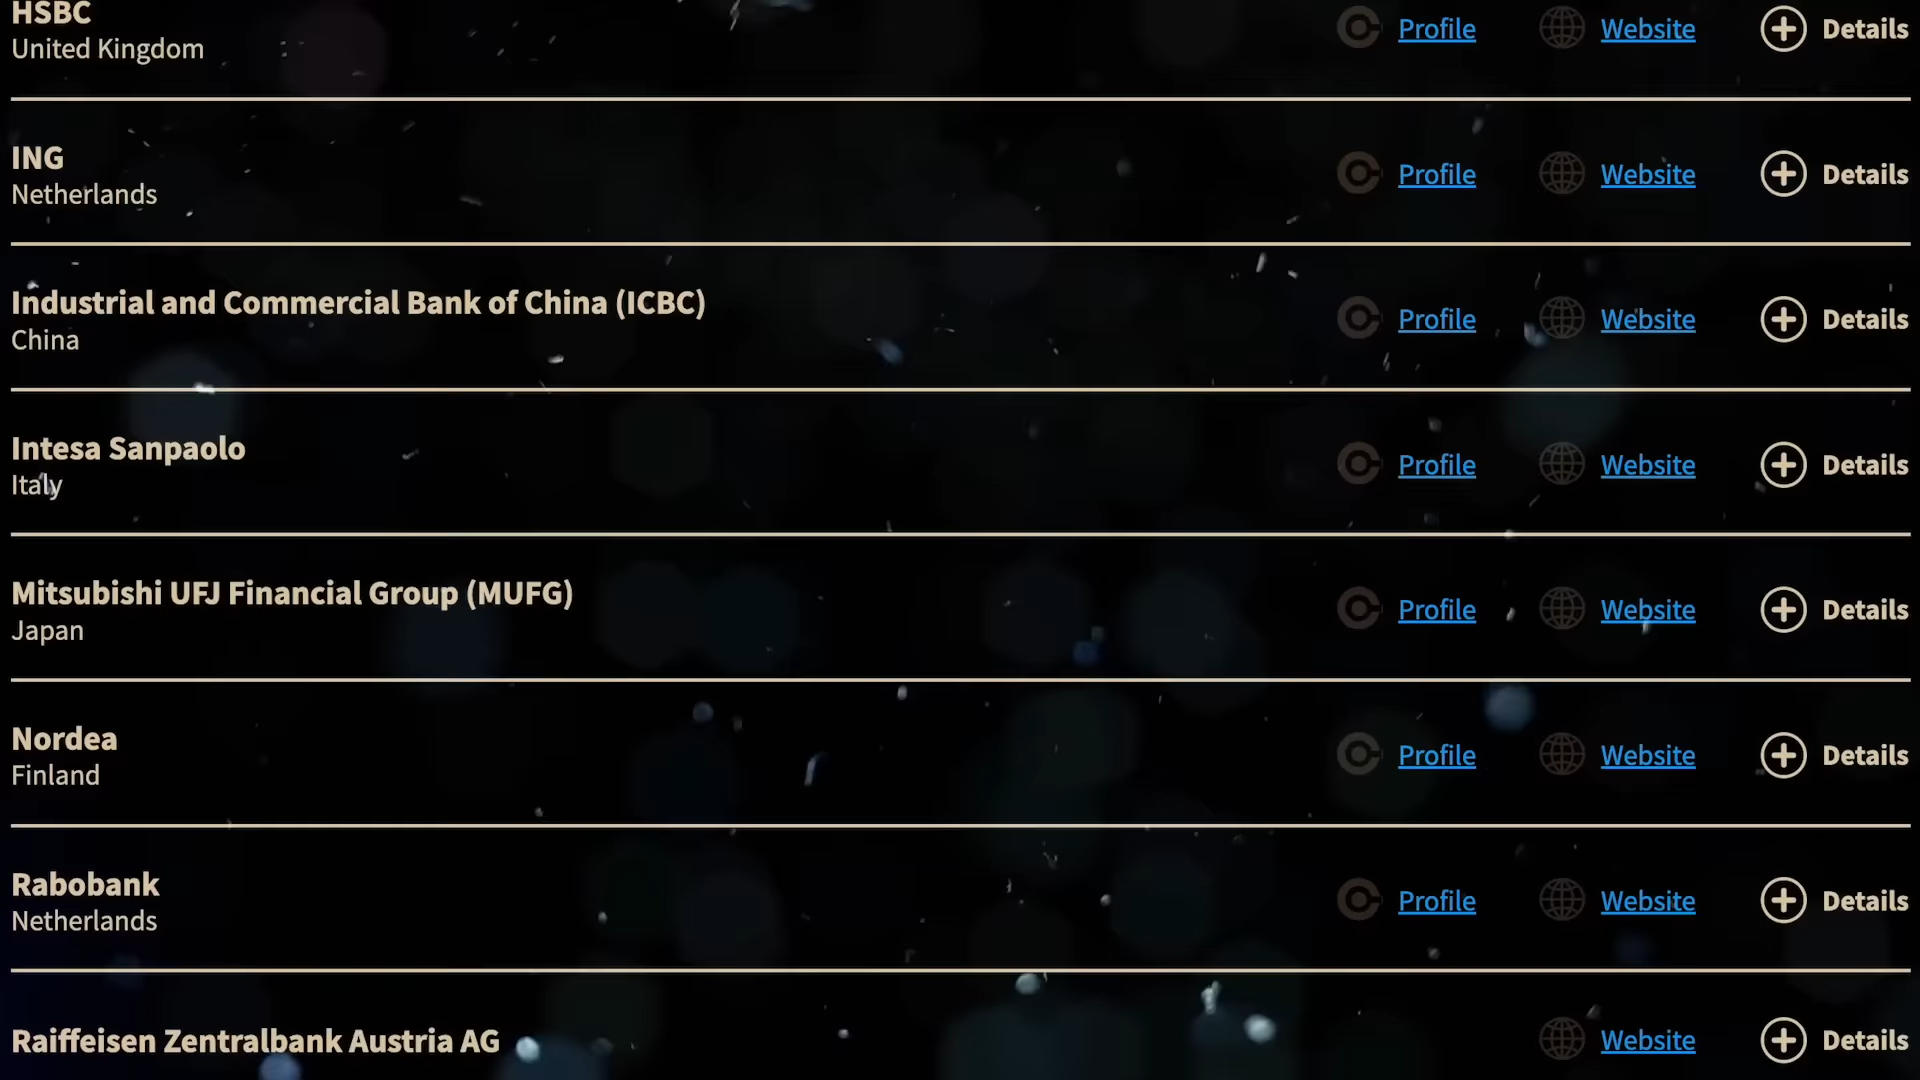 HSBC
United Kingdom
Profile Website Details
ING
Netherlands
Profile Website Details
Industrial and Commercial Bank of China (ICBC)
China
Profile Website Details
Intesa Sanpaolo
Italy
Profile Website Details
Mitsubishi UFJ Financial Group (MUFG)
Japan
Profile Website Details
Nordea
Finland
Profile Website Details
Rabobank
Netherlands
Profile Website Details
Raiffeisen Zentralbank Austria AG
Website Details